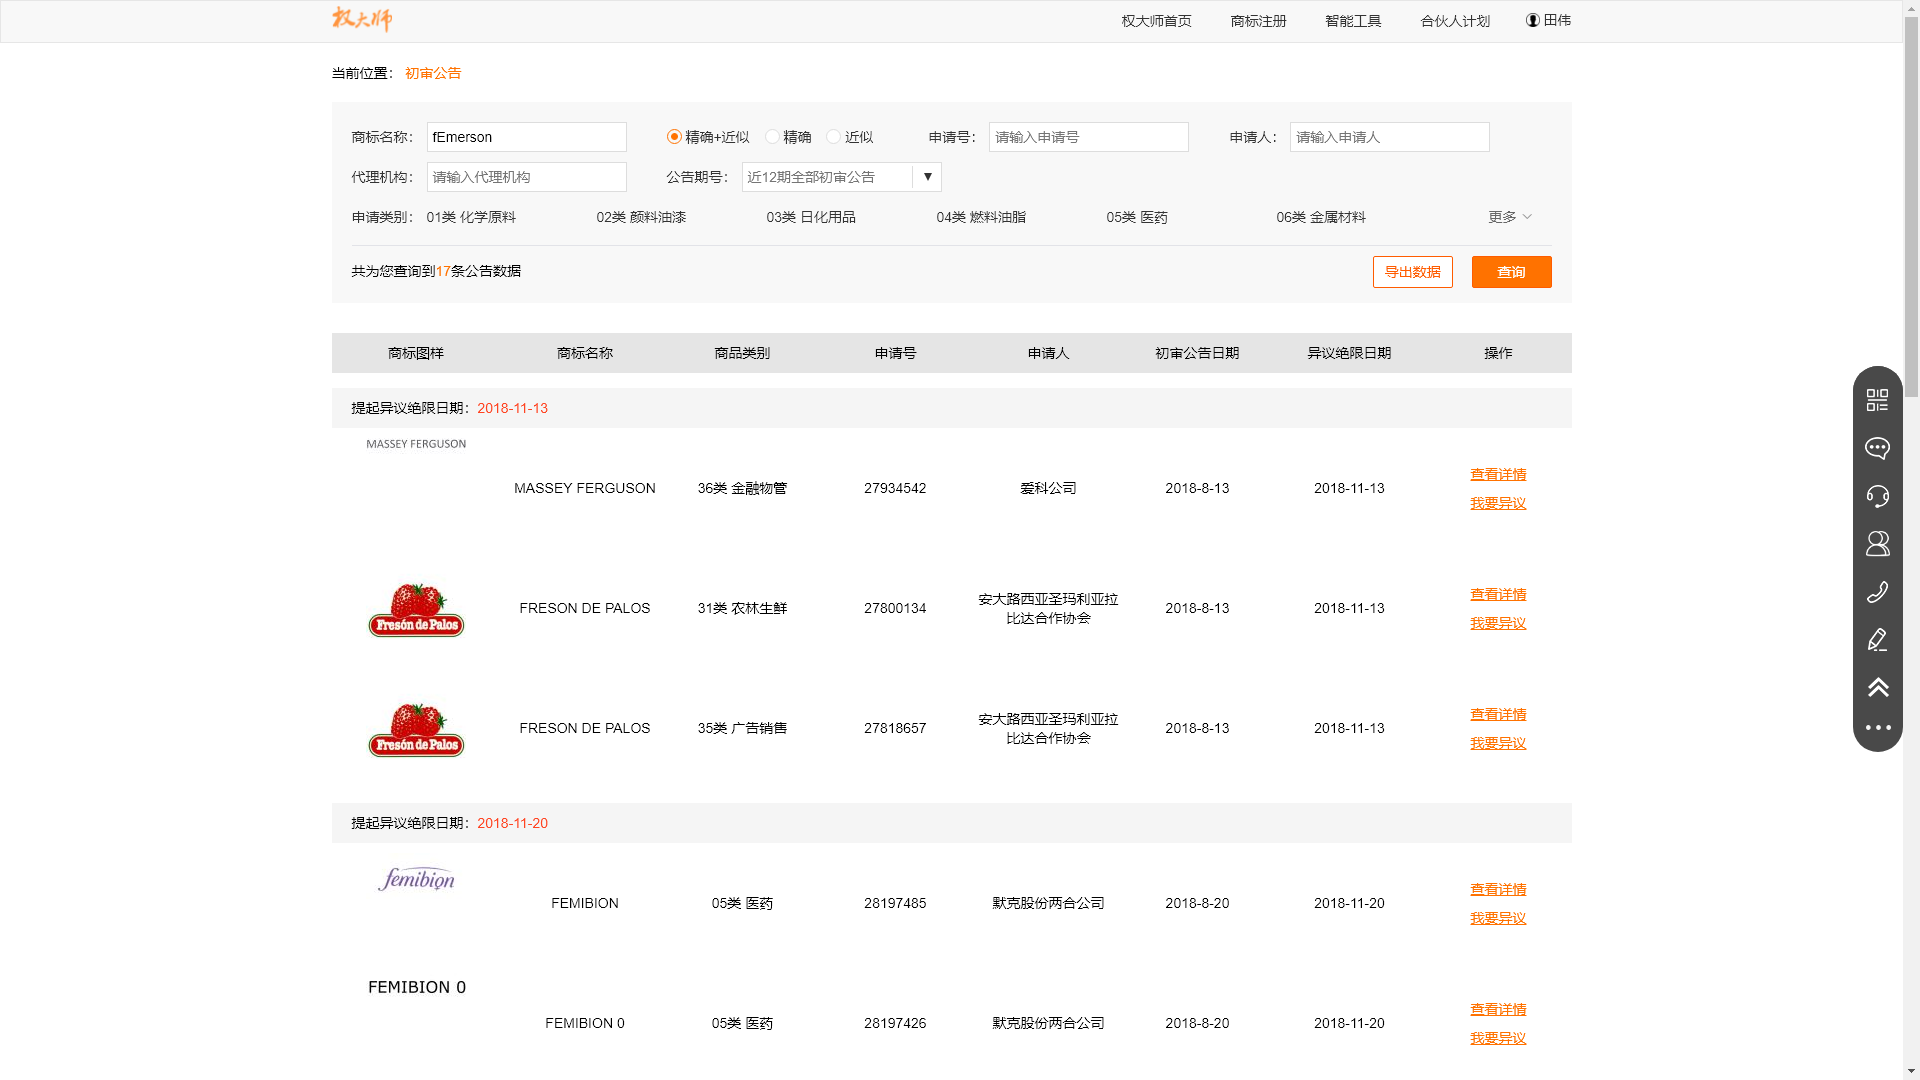 权大师 权大师首页 商标注册 智能工具 合伙人计划 田伟
当前位置： 初审公告
商标名称： fEmerson 精确+近似 精确 近似 申请号： 请输入申请号 申请人： 请输入申请人
代理机构： 请输入代理机构 公告期号： 近12期全部初审公告
申请类别： 01类 化学原料 02类 颜料油漆 03类 日化用品 04类 燃料油脂 05类 医药 06类 金属材料 更多
共为您查询到17条公告数据 导出数据 查询
商标图样 商标名称 商品类别 申请号 申请人 初审公告日期 异议绝限日期 操作
提起异议绝限日期：2018-11-13
MASSEY FERGUSON
MASSEY FERGUSON 36类 金融物管 27934542 爱科公司 2018-8-13 2018-11-13 查看详情
我要异议
Fresón de Palos FRESON DE PALOS 31类 农林生鲜 27800134 安大路西亚圣玛利亚拉
比达合作协会 2018-8-13 2018-11-13 查看详情
我要异议
Fresón de Palos FRESON DE PALOS 35类 广告销售 27818657 安大路西亚圣玛利亚拉
比达合作协会 2018-8-13 2018-11-13 查看详情
我要异议
提起异议绝限日期：2018-11-20
femibion
FEMIBION 05类 医药 28197485 默克股份两合公司 2018-8-20 2018-11-20 查看详情
我要异议
FEMIBION 0
FEMIBION 0 05类 医药 28197426 默克股份两合公司 2018-8-20 2018-11-20 查看详情
我要异议